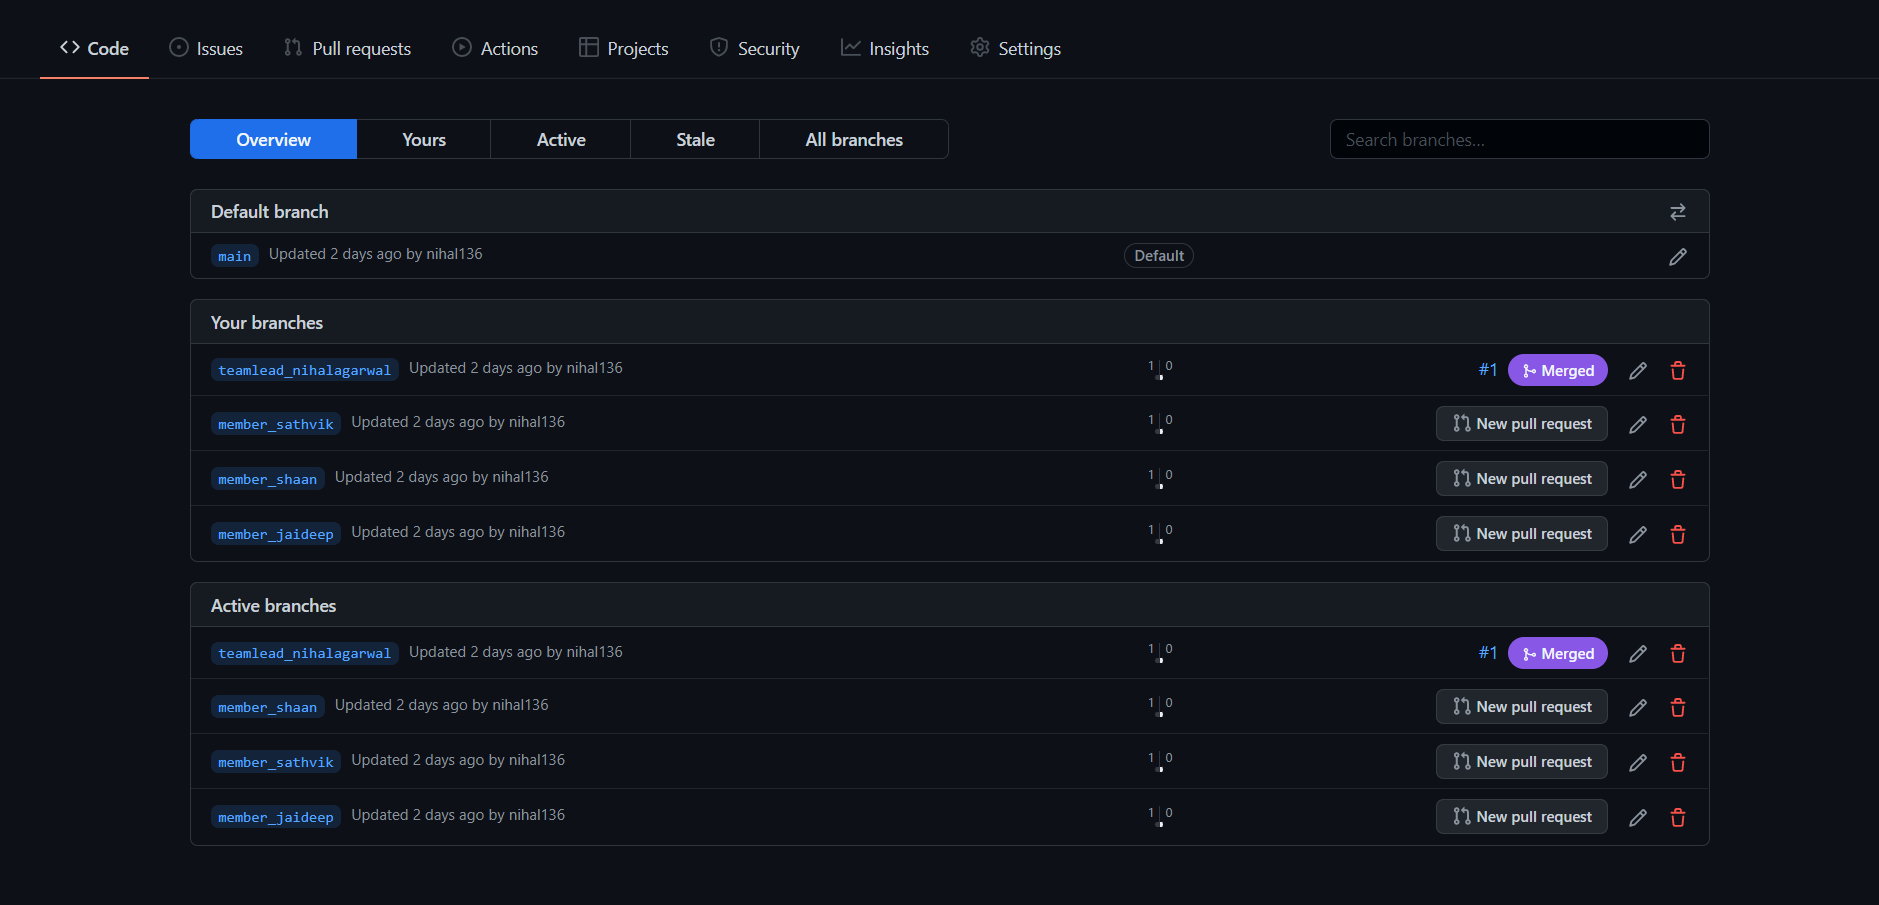 Code Issues Pull requests Actions Projects Security Insights Settings
Overview Yours Active Stale All branches Search branches...
Default branch
main Updated 2 days ago by nihal136 Default
Your branches
teamlead_nihalagarwal Updated 2 days ago by nihal136 1 0 #1 Merged
member_sathvik Updated 2 days ago by nihal136 1 0 New pull request
member_shaan Updated 2 days ago by nihal136 1 0 New pull request
member_jaideep Updated 2 days ago by nihal136 1 0 New pull request
Active branches
teamlead_nihalagarwal Updated 2 days ago by nihal136 1 0 #1 Merged
member_shaan Updated 2 days ago by nihal136 1 0 New pull request
member_sathvik Updated 2 days ago by nihal136 1 0 New pull request
member_jaideep Updated 2 days ago by nihal136 1 0 New pull request